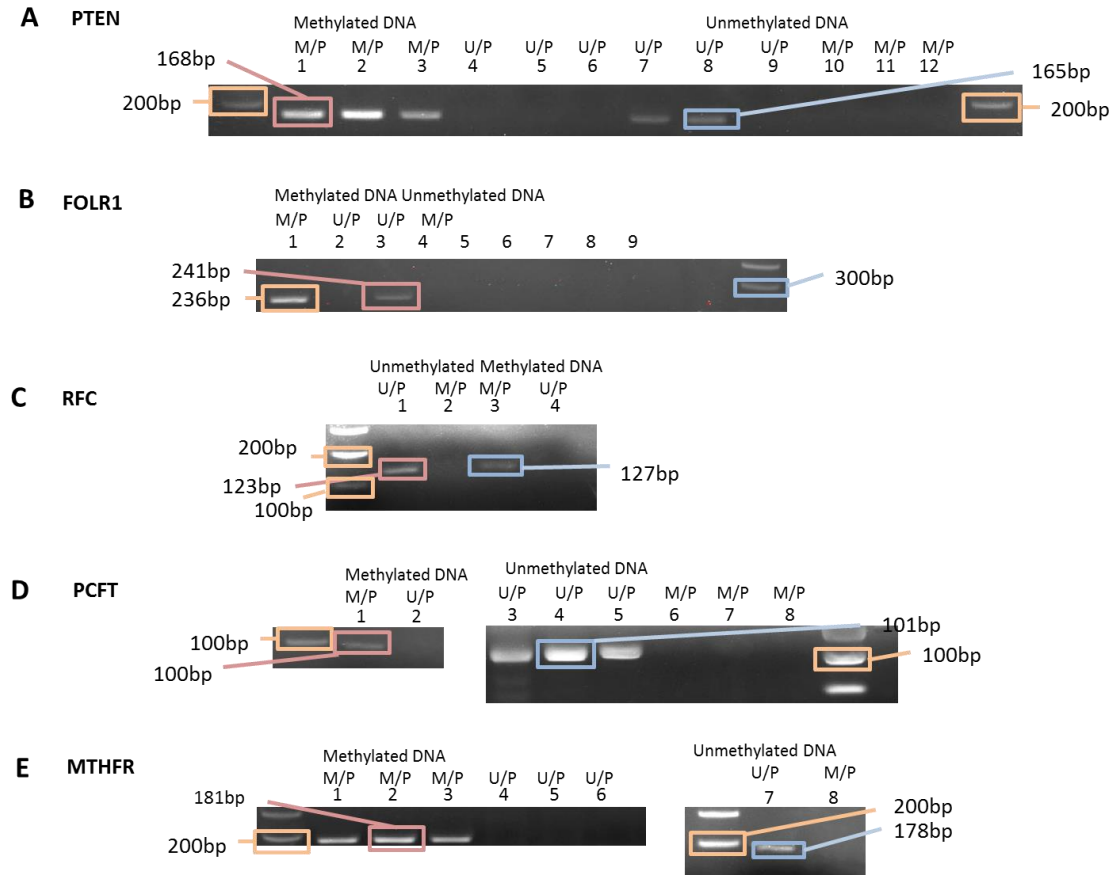 A PTEN
Methylated DNA Unmethylated DNA
M/P M/P M/P U/P U/P U/P U/P U/P U/P M/P M/P M/P
1 2 3 4 5 6 7 8 9 10 11 12
168bp
165bp
200bp
200bp
B FOLR1
Methylated DNA Unmethylated DNA
M/P U/P U/P M/P
1 2 3 4 5 6 7 8 9
241bp
300bp
236bp
C RFC
Unmethylated Methylated DNA
U/P M/P M/P U/P
1 2 3 4
200bp
127bp
123bp
100bp
D PCFT
Methylated DNA
M/P U/P
1 2
Unmethylated DNA
U/P U/P U/P M/P M/P M/P
3 4 5 6 7 8
100bp
100bp
101bp
100bp
E MTHFR
Methylated DNA
M/P M/P M/P U/P U/P U/P
1 2 3 4 5 6
181bp
200bp
Unmethylated DNA
U/P M/P
7 8
200bp
178bp